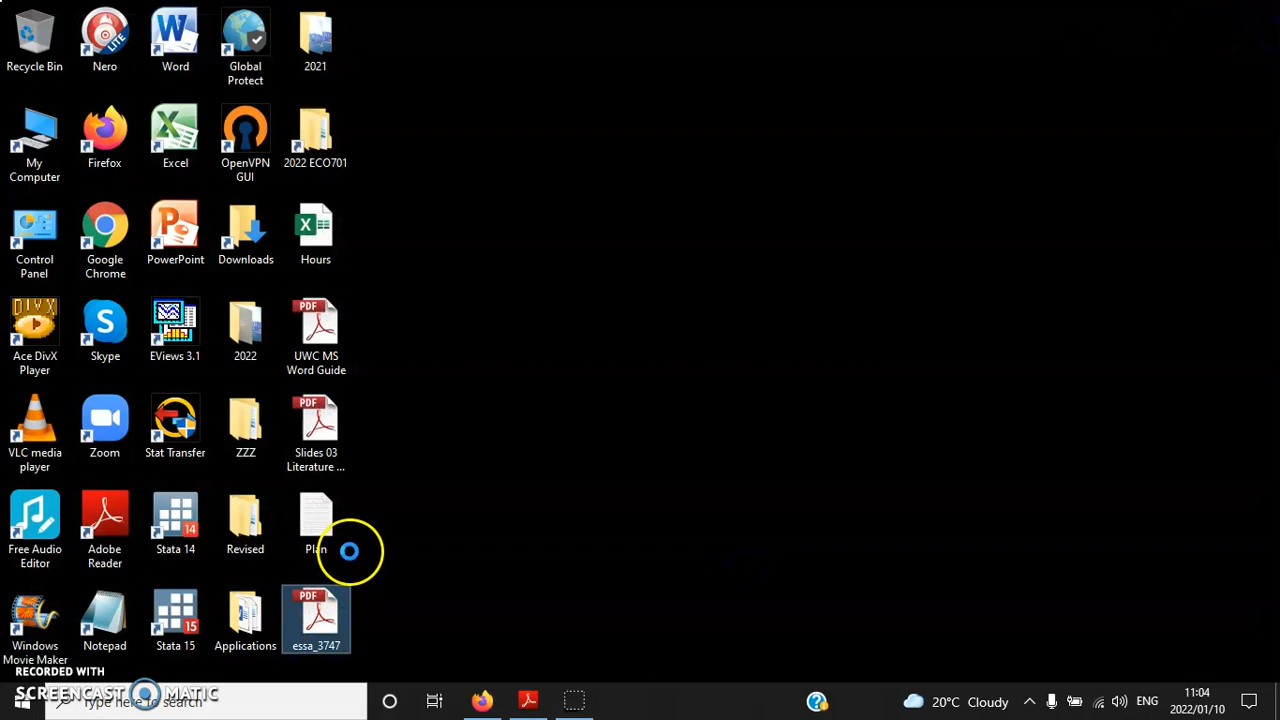 Recycle Bin
Nero
Word
Global
Protect
2021
My
Computer
Firefox
Excel
OpenVPN
GUI
2022 ECO701
Control
Panel
Google
Chrome
PowerPoint
Downloads
Hours
Ace DivX
Player
Skype
EViews 3.1
2022
UWC MS
Word Guide
VLC media
player
Zoom
Stat Transfer
ZZZ
Slides 03
Literature ...
Free Audio
Editor
Adobe
Reader
Stata 14
Revised
Plan
Windows
Movie Maker
Notepad
Stata 15
Applications
essa_3747
RECORDED WITH
SCREENCAST-O-MATIC
Type here to search
20°C Cloudy
ENG
11:04
2022/01/10